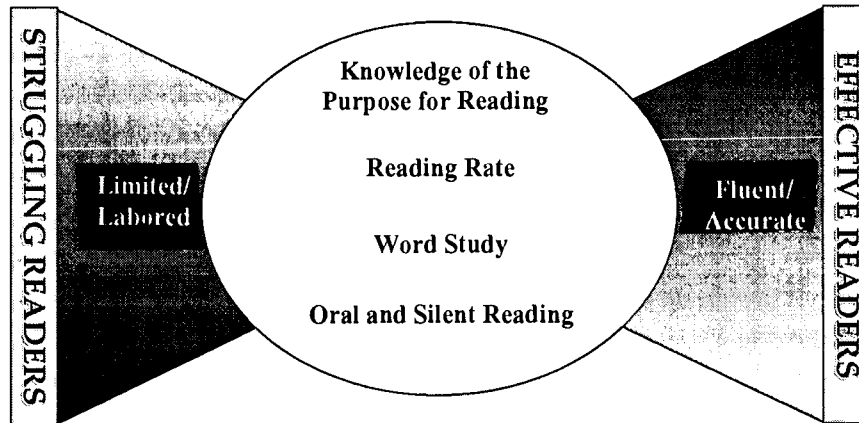 STRUGGLING READERS
Limited/
Labored
Knowledge of the
Purpose for Reading
Reading Rate
Word Study
Oral and Silent Reading
Fluent/
Accurate
EFFECTIVE READERS